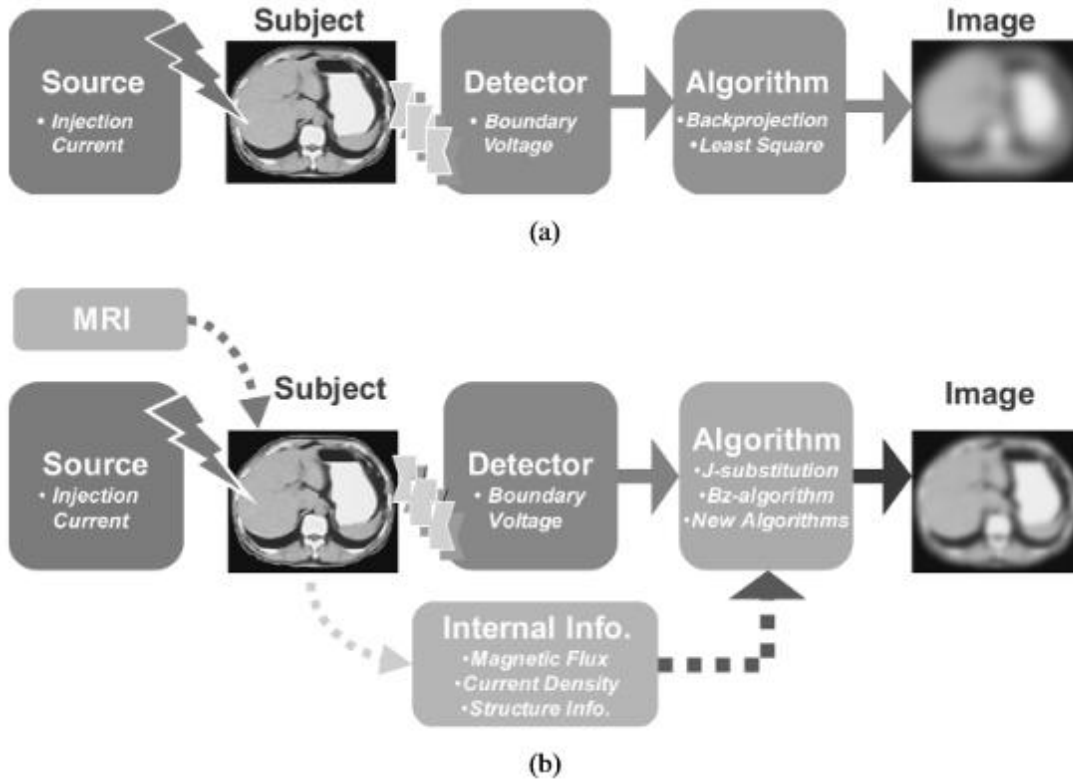 Subject
Image
Source
• Injection
Current
Detector
• Boundary
Voltage
Algorithm
•Backprojection
•Least Square
(a)
MRI
Subject
Image
Source
• Injection
Current
Detector
• Boundary
Voltage
Algorithm
•J-substitution
•Bz-algorithm
•New Algorithms
Internal Info.
•Magnetic Flux
•Current Density
•Structure Info.
(b)